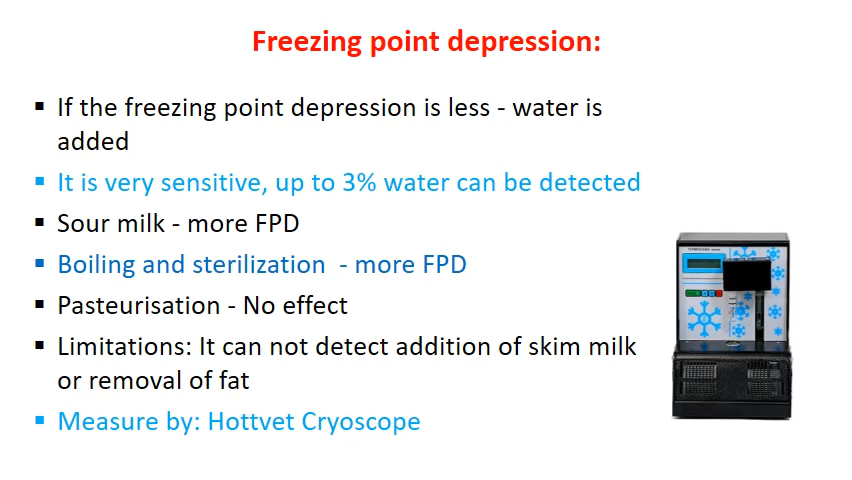 Freezing point depression:
▪ If the freezing point depression is less - water is
added
▪ It is very sensitive, up to 3% water can be detected
▪ Sour milk - more FPD
▪ Boiling and sterilization  - more FPD
▪ Pasteurisation - No effect
▪ Limitations: It can not detect addition of skim milk
or removal of fat
▪ Measure by: Hottvet Cryoscope